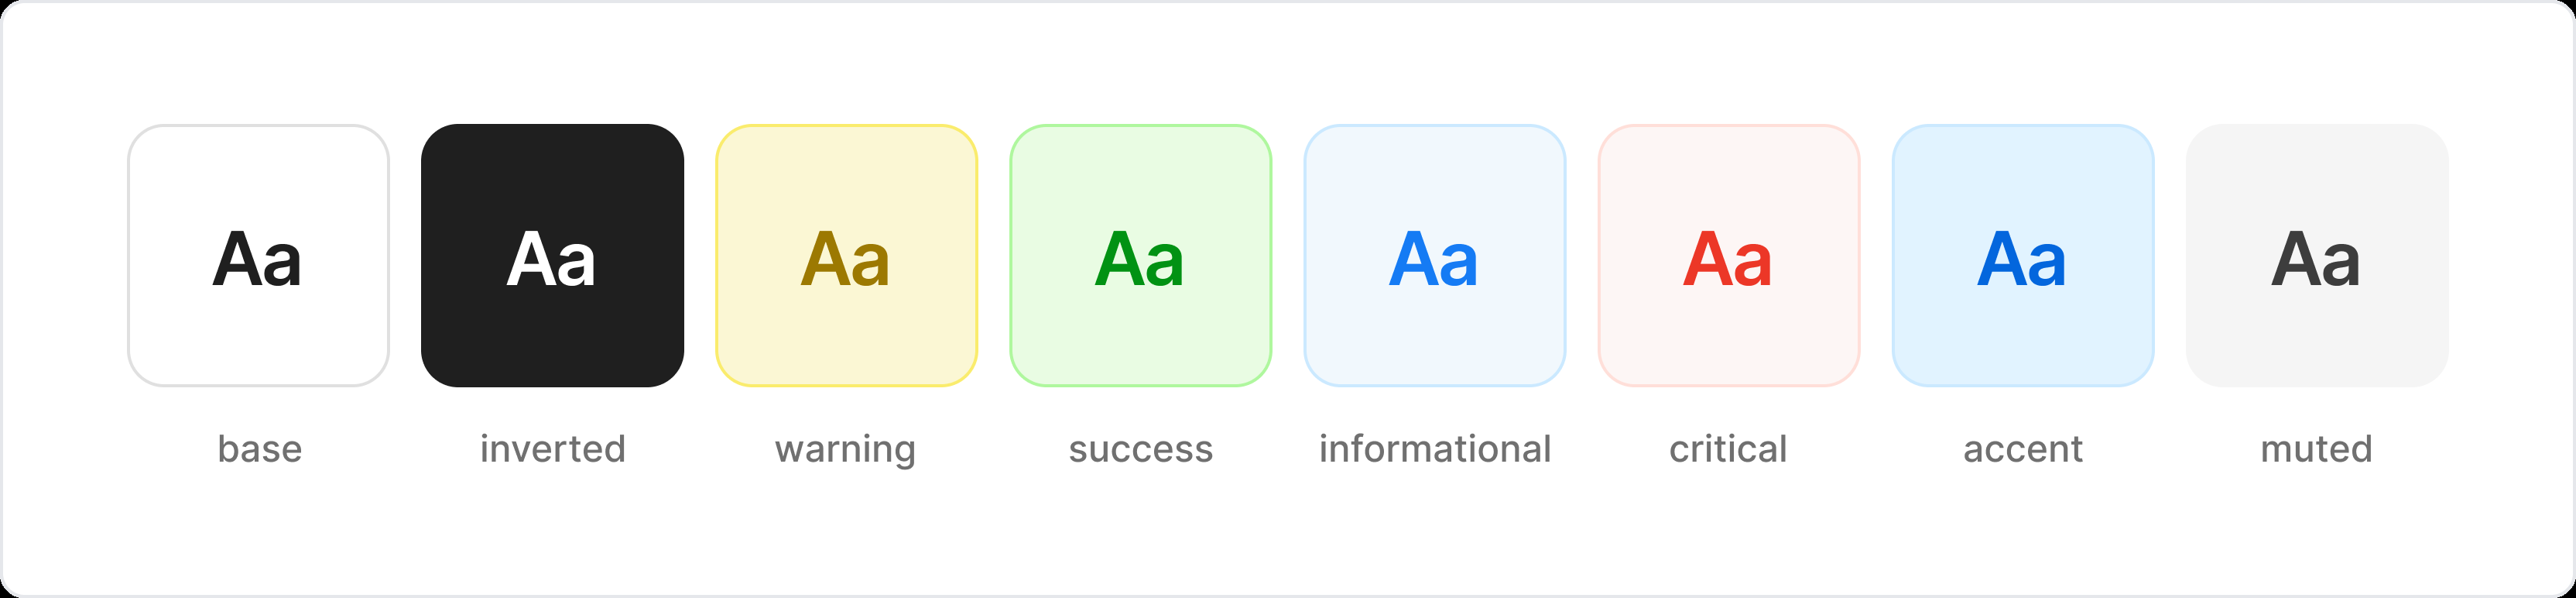 Aa Aa Aa Aa Aa Aa Aa Aa
base inverted warning success informational critical accent muted